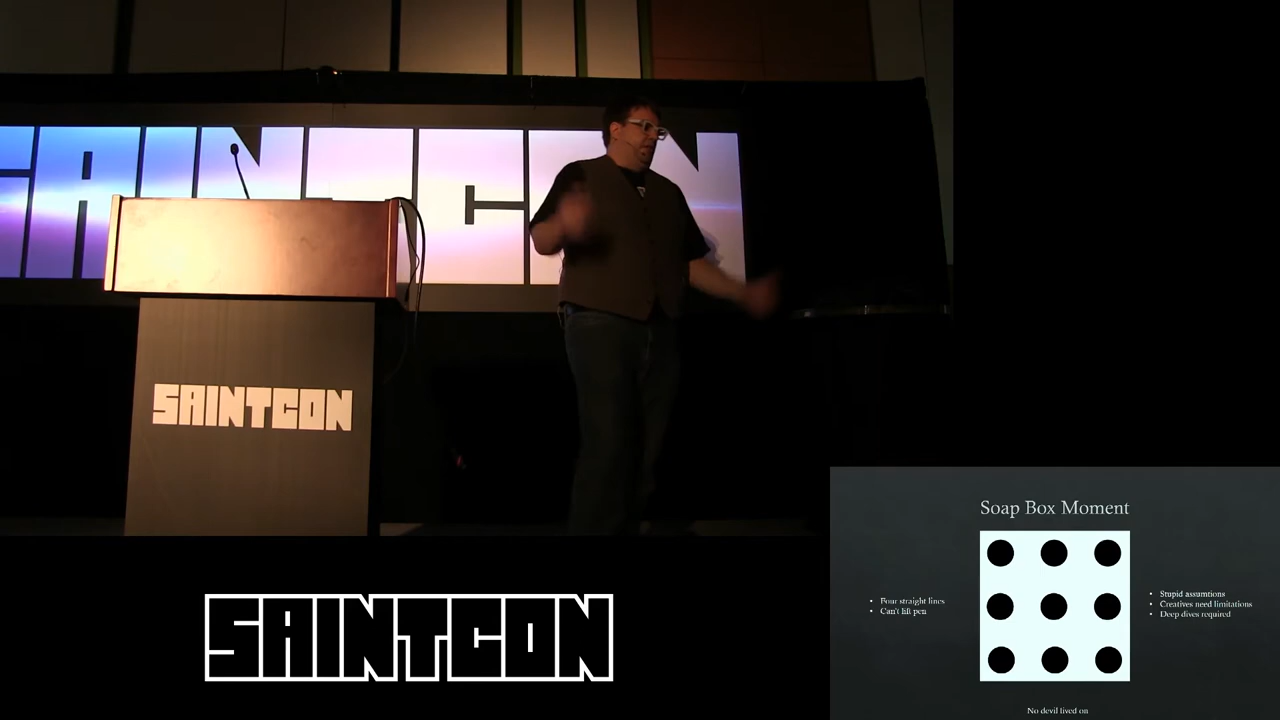 SAINTCON
SAINTCON
SAINTCON
Soap Box Moment
• Four straight lines
• Can't lift pen
• Stupid assumtions
• Creatives need limitations
• Deep dives required
No devil lived on